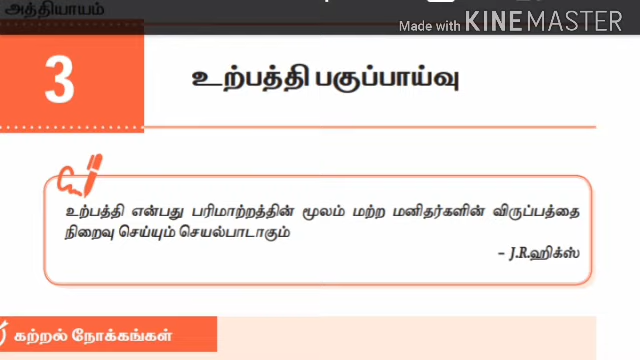 அத்தியாயம்
Made with KINEMASTER
3
உற்பத்தி பகுப்பாய்வு
உற்பத்தி என்பது பரிமாற்றத்தின் மூலம் மற்ற மனிதர்களின் விருப்பத்தை
நிறைவு செய்யும் செயல்பாடாகும்
– J.R.ஹிக்ஸ்
கற்றல் நோக்கங்கள்